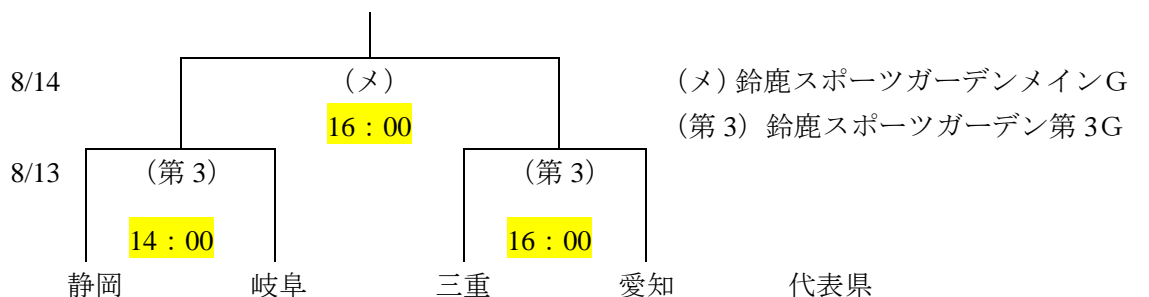 8/14 （メ） （メ）鈴鹿スポーツガーデンメインG
16：00 （第3）鈴鹿スポーツガーデン第3G
8/13 （第3） （第3）
14：00 16：00
静岡 岐阜 三重 愛知 代表県